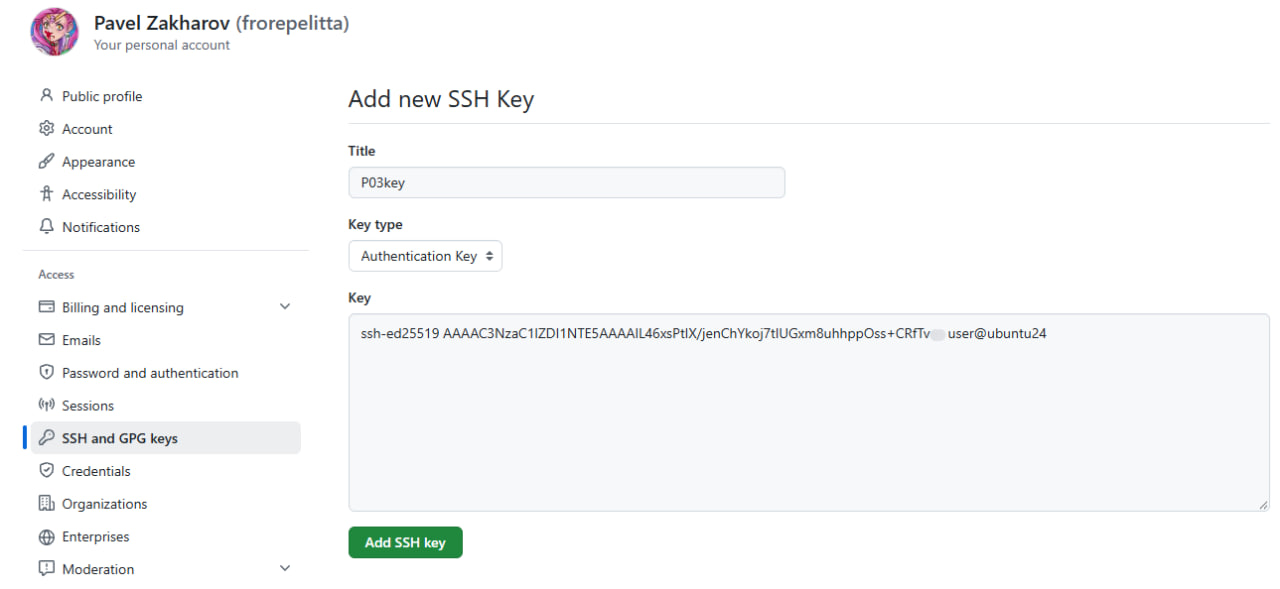 Pavel Zakharov (frorepelitta)
Your personal account
Public profile
Account
Appearance
Accessibility
Notifications
Access
Billing and licensing
Emails
Password and authentication
Sessions
SSH and GPG keys
Credentials
Organizations
Enterprises
Moderation
Add new SSH Key
Title
P03key
Key type
Authentication Key
Key
ssh-ed25519 AAAAC3NzaC1lZDI1NTE5AAAAIL46xsPtIX/jenChYkoj7tIUGxm8uhhppOss+CRfTv user@ubuntu24
Add SSH key